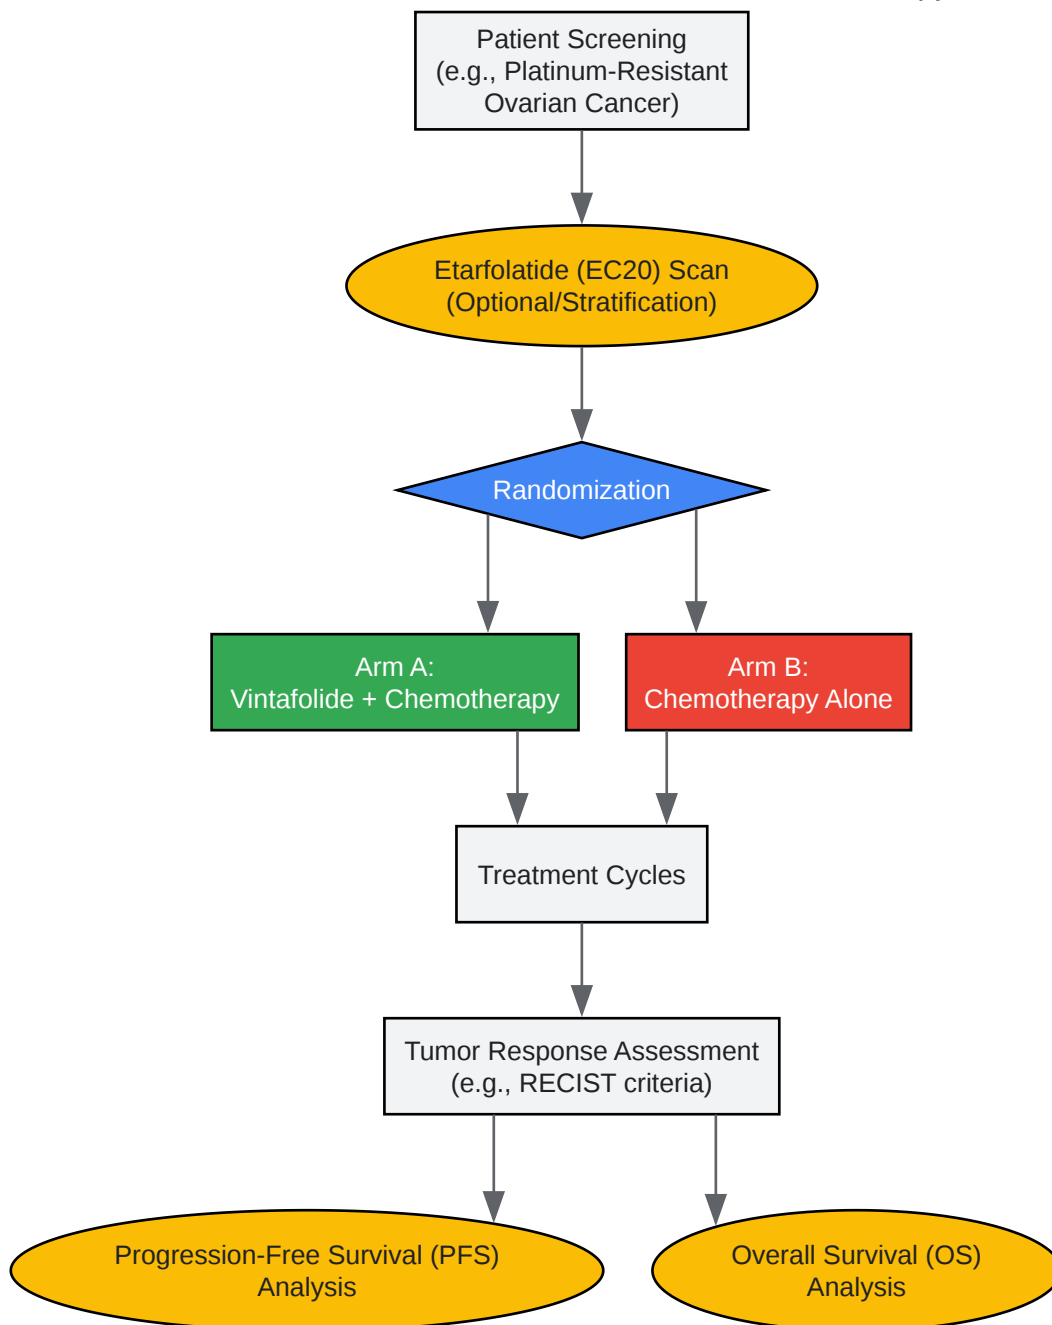 Patient Screening
(e.g., Platinum-Resistant
Ovarian Cancer)
Etarfolatide (EC20) Scan
(Optional/Stratification)
Randomization
Arm A:
Vintafolide + Chemotherapy
Arm B:
Chemotherapy Alone
Treatment Cycles
Tumor Response Assessment
(e.g., RECIST criteria)
Progression-Free Survival (PFS)
Analysis
Overall Survival (OS)
Analysis